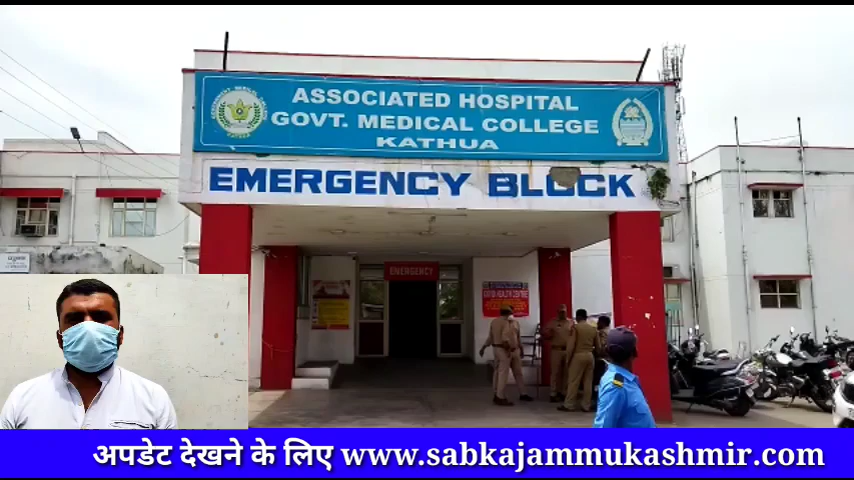 ASSOCIATED HOSPITAL
GOVT. MEDICAL COLLEGE
KATHUA
EMERGENCY BLOCK
EMERGENCY
अपडेट देखने के लिए www.sabkajammukashmir.com